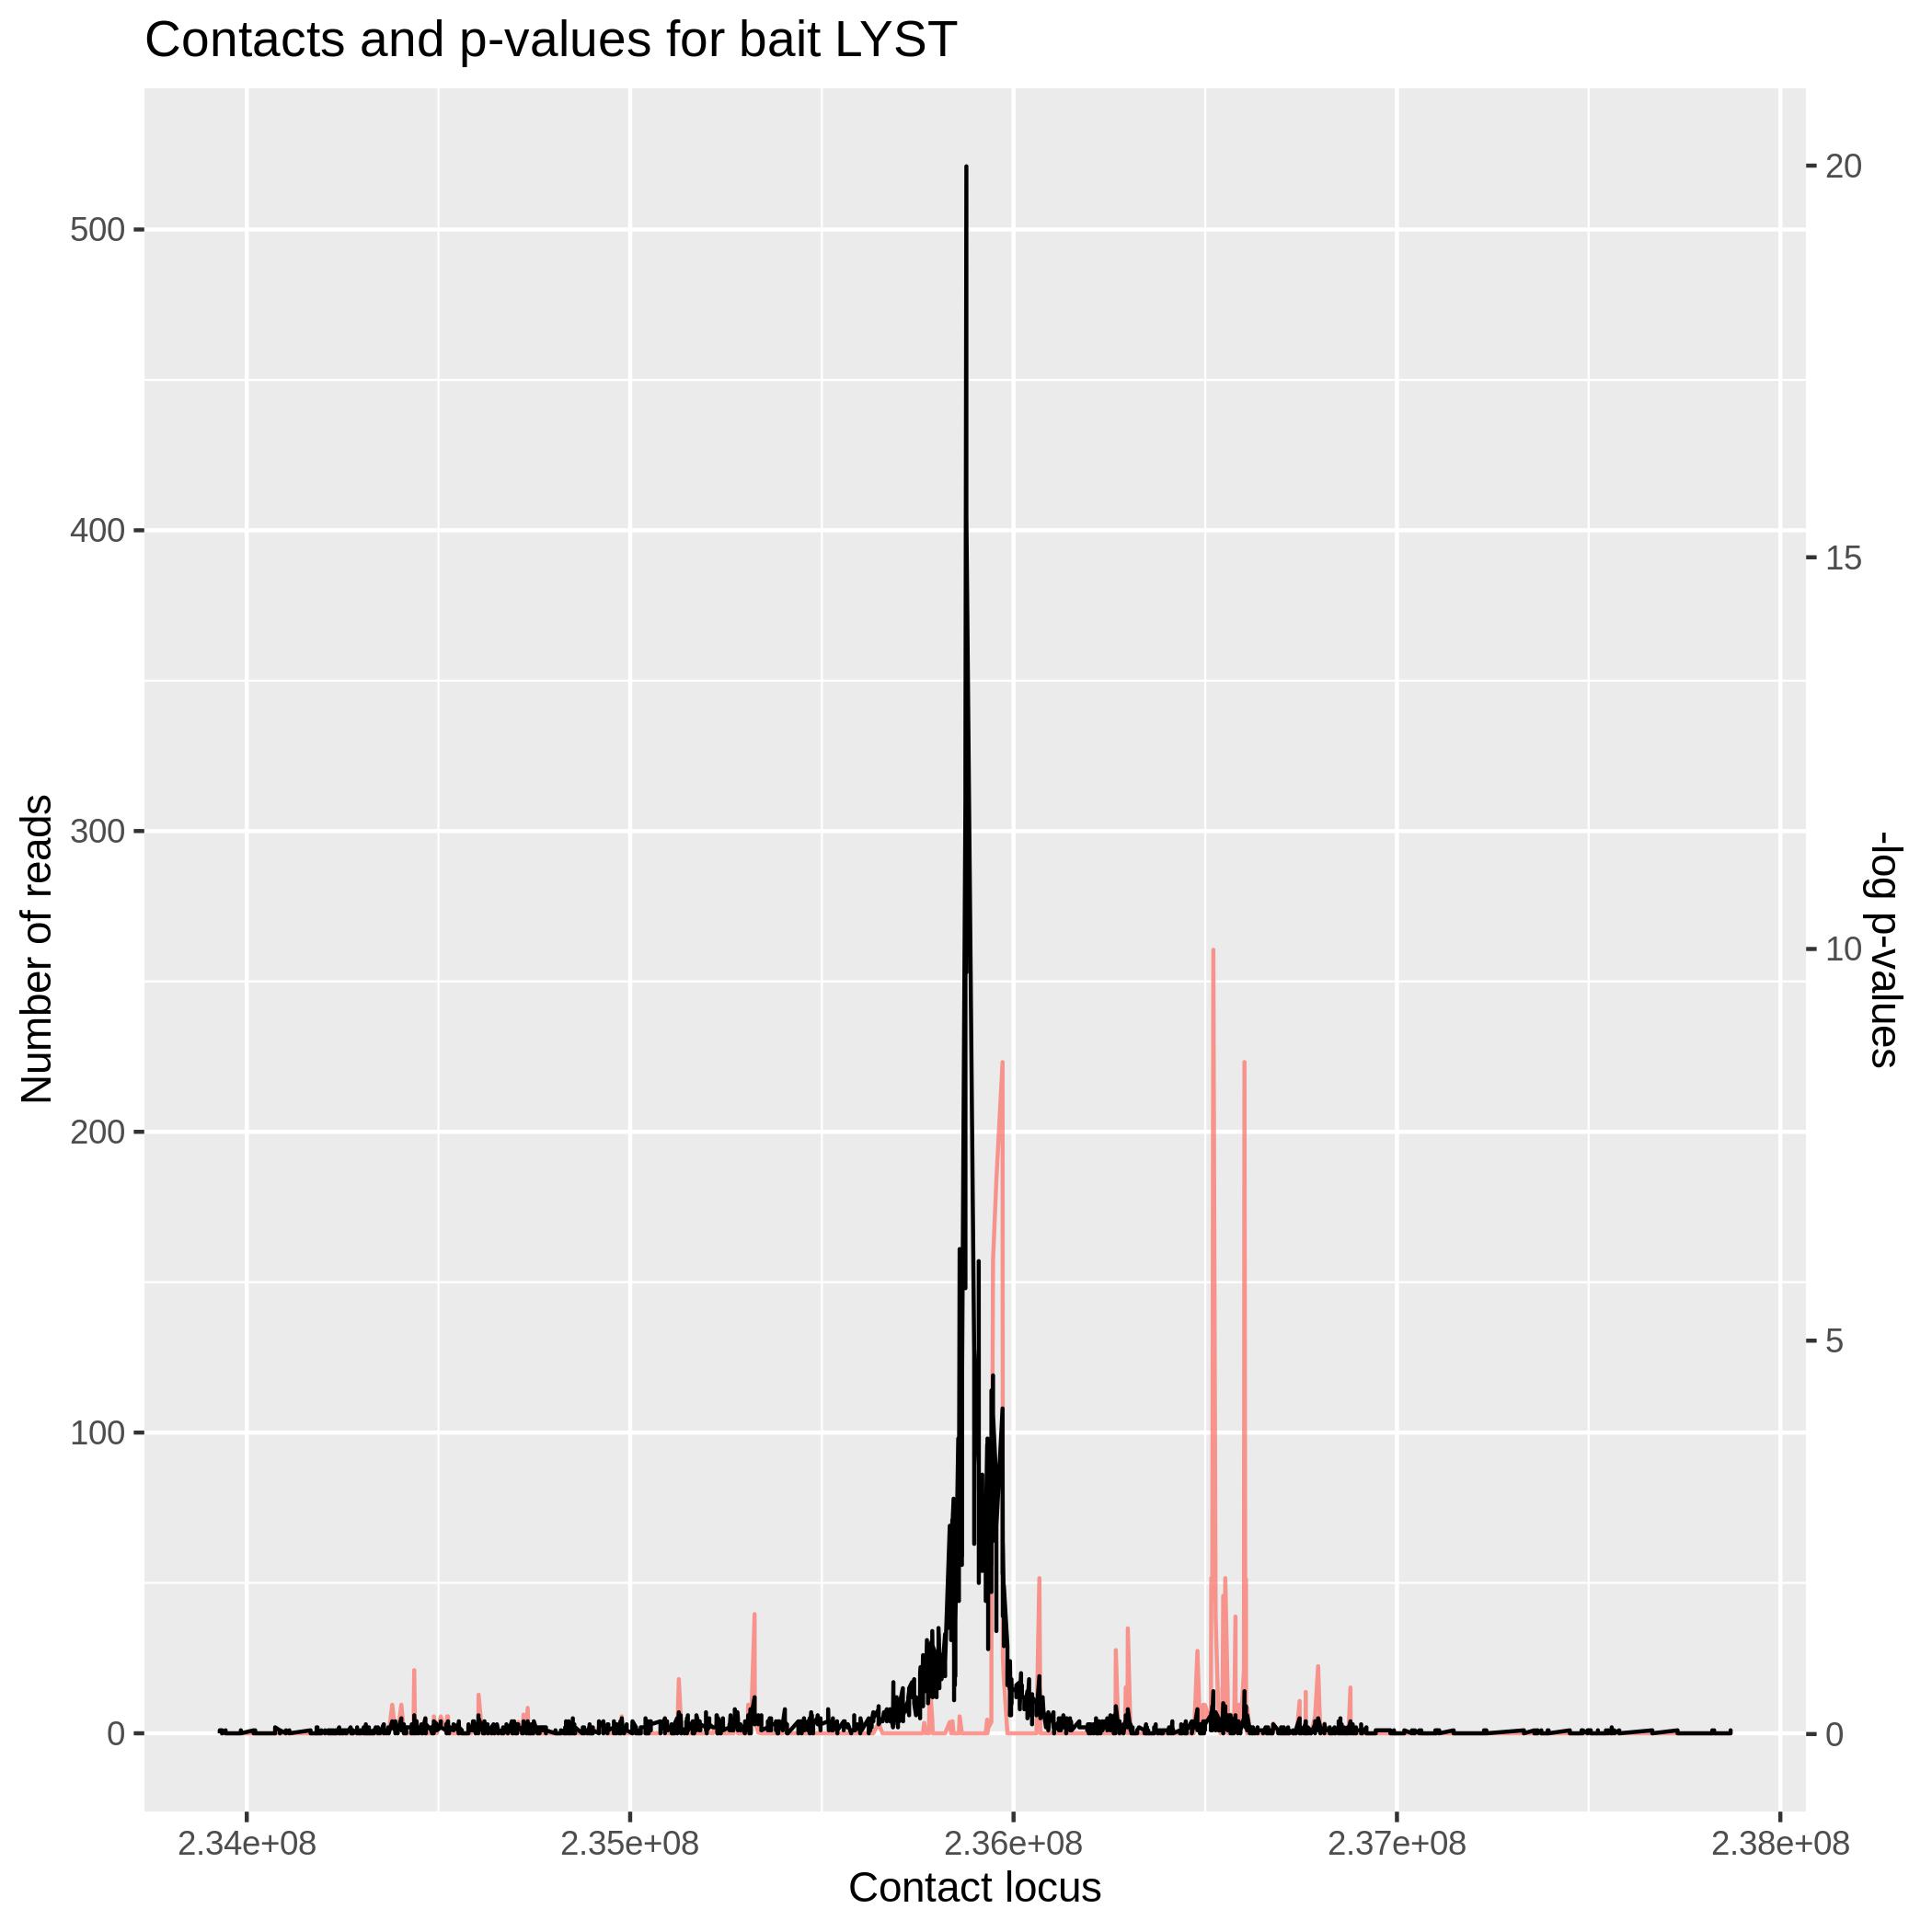 Contacts and p-values for bait LYST
Number of reads
500
400
300
200
100
0
20
15
10
5
0
-log p-values
2.34e+08 2.35e+08 2.36e+08 2.37e+08 2.38e+08
Contact locus